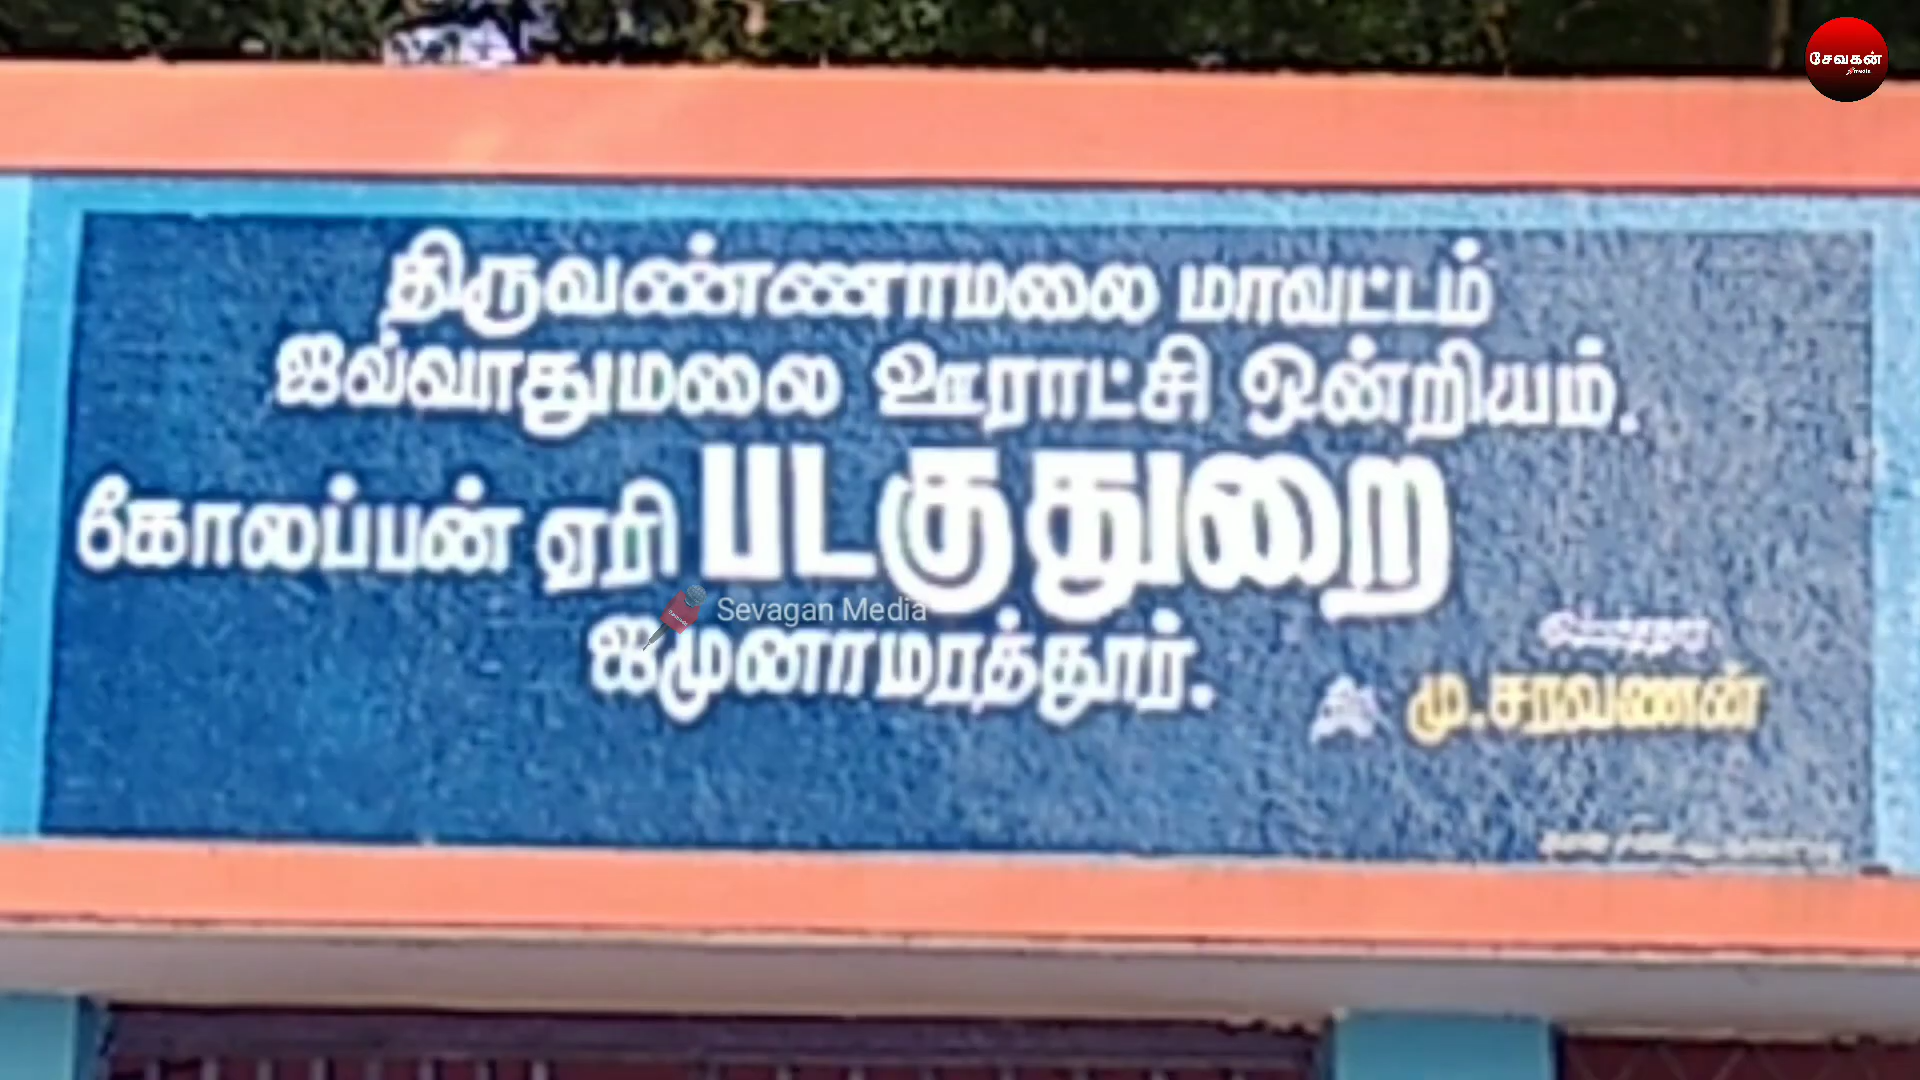 சேவகன்
media
திருவண்ணாமலை மாவட்டம்
ஜவ்வாதுமலை ஊராட்சி ஒன்றியம்.
கோலப்பன் ஏரி படகுதுறை
Sevagan Media
ஜமுனாமரத்தூர்.
மு.சரவணன்